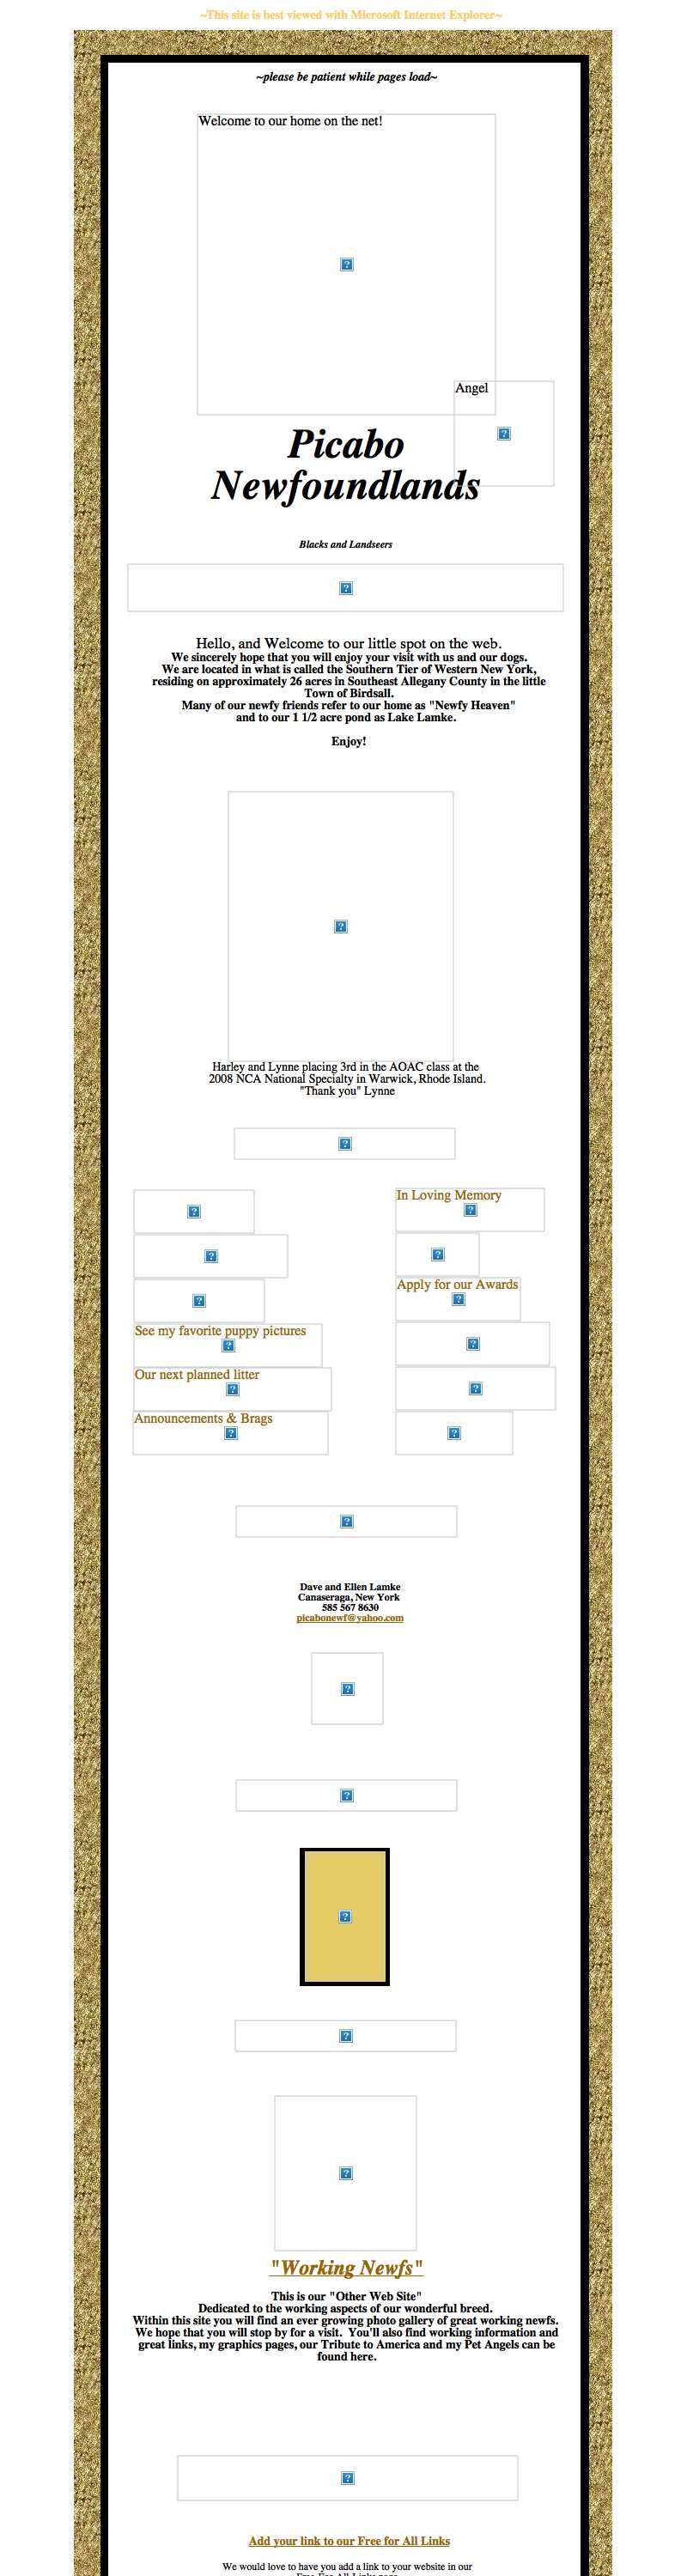 ~This site is best viewed with Microsoft Internet Explorer~
~please be patient while pages load~
Welcome to our home on the net!
Angel
Picabo
Newfoundlands
Blacks and Landseers
Hello, and Welcome to our little spot on the web.
We sincerely hope that you will enjoy your visit with us and our dogs.
We are located in what is called the Southern Tier of Western New York,
residing on approximately 26 acres in Southeast Allegany County in the little
Town of Birdsall.
Many of our newfy friends refer to our home as "Newfy Heaven"
and to our 1 1/2 acre pond as Lake Lamke.
Enjoy!
Harley and Lynne placing 3rd in the AOAC class at the
2008 NCA National Specialty in Warwick, Rhode Island.
"Thank you" Lynne
See my favorite puppy pictures
Our next planned litter
Announcements & Brags
In Loving Memory
Apply for our Awards
Dave and Ellen Lamke
Canaseraga, New York
585 567 8630
picabonewf@yahoo.com
"Working Newfs"
This is our "Other Web Site"
Dedicated to the working aspects of our wonderful breed.
Within this site you will find an ever growing photo gallery of great working newfs.
We hope that you will stop by for a visit. You'll also find working information and
great links, my graphics pages, our Tribute to America and my Pet Angels can be
found here.
Add your link to our Free for All Links
We would love to have you add a link to your website in our
Free For All Links page